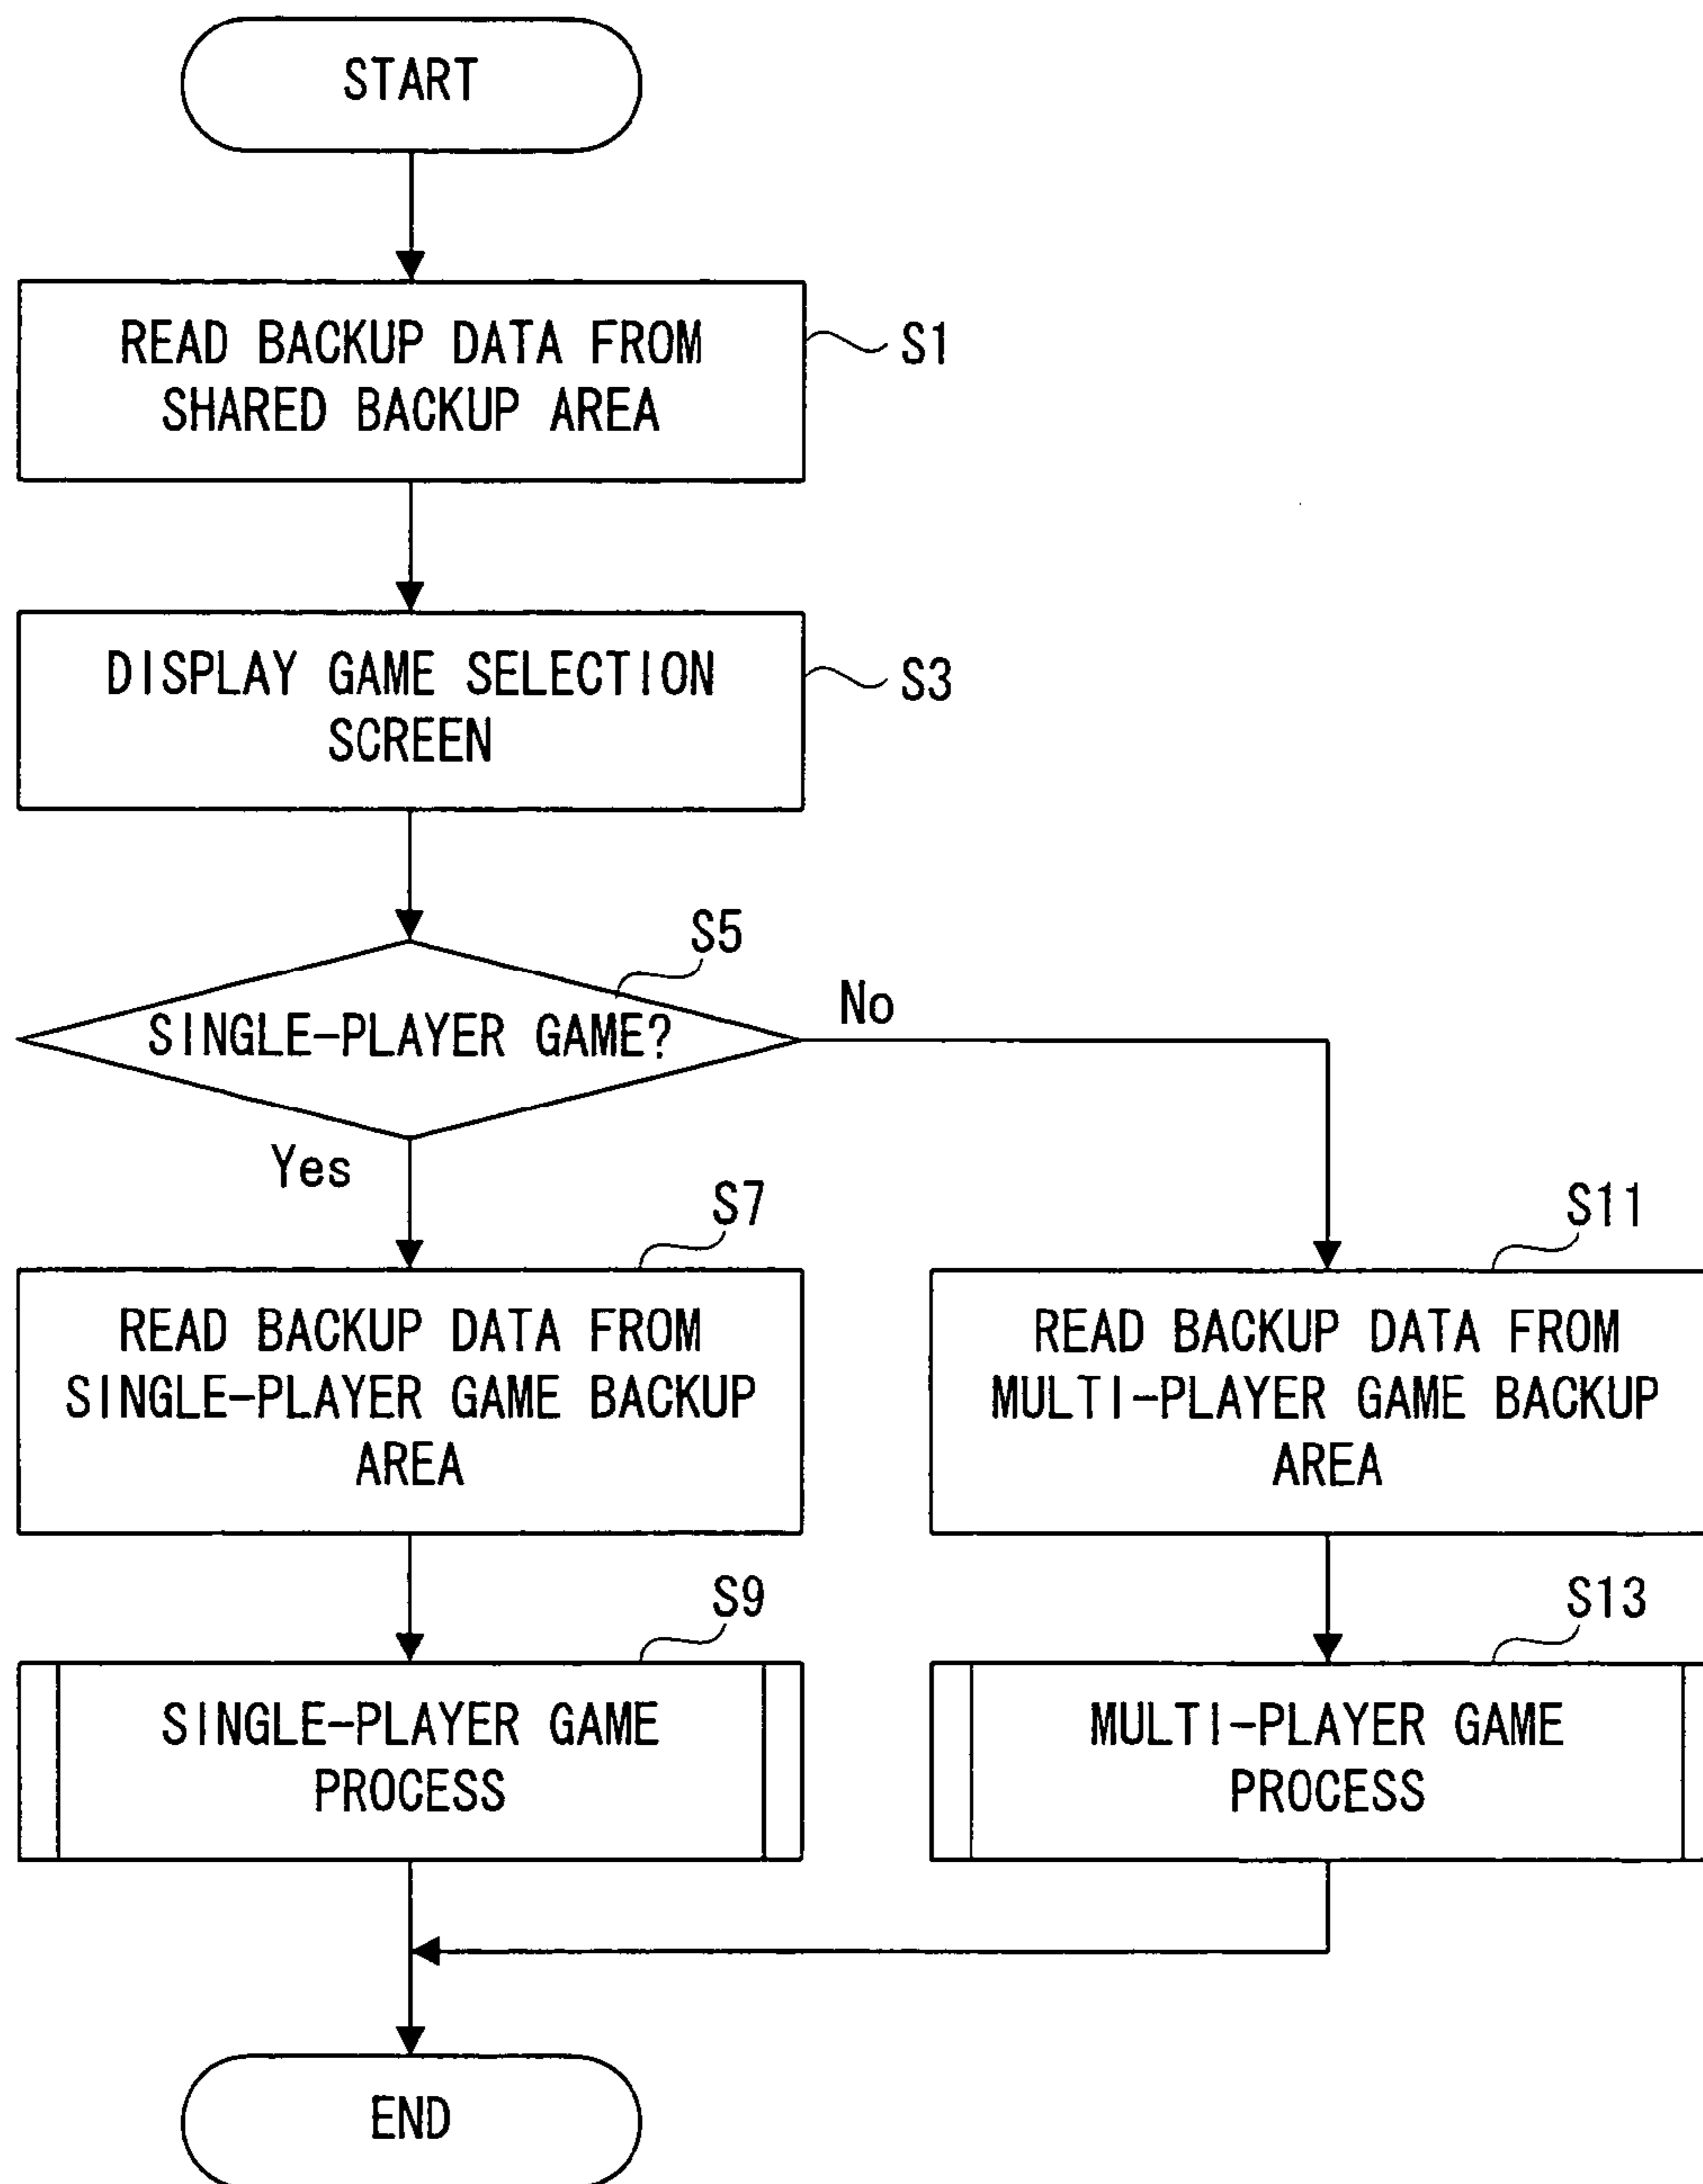 START
READ BACKUP DATA FROM
SHARED BACKUP AREA
S1
DISPLAY GAME SELECTION
SCREEN
S3
S5
SINGLE-PLAYER GAME?
No
Yes
S7
READ BACKUP DATA FROM
SINGLE-PLAYER GAME BACKUP
AREA
S11
READ BACKUP DATA FROM
MULTI-PLAYER GAME BACKUP
AREA
S9
SINGLE-PLAYER GAME
PROCESS
S13
MULTI-PLAYER GAME
PROCESS
END